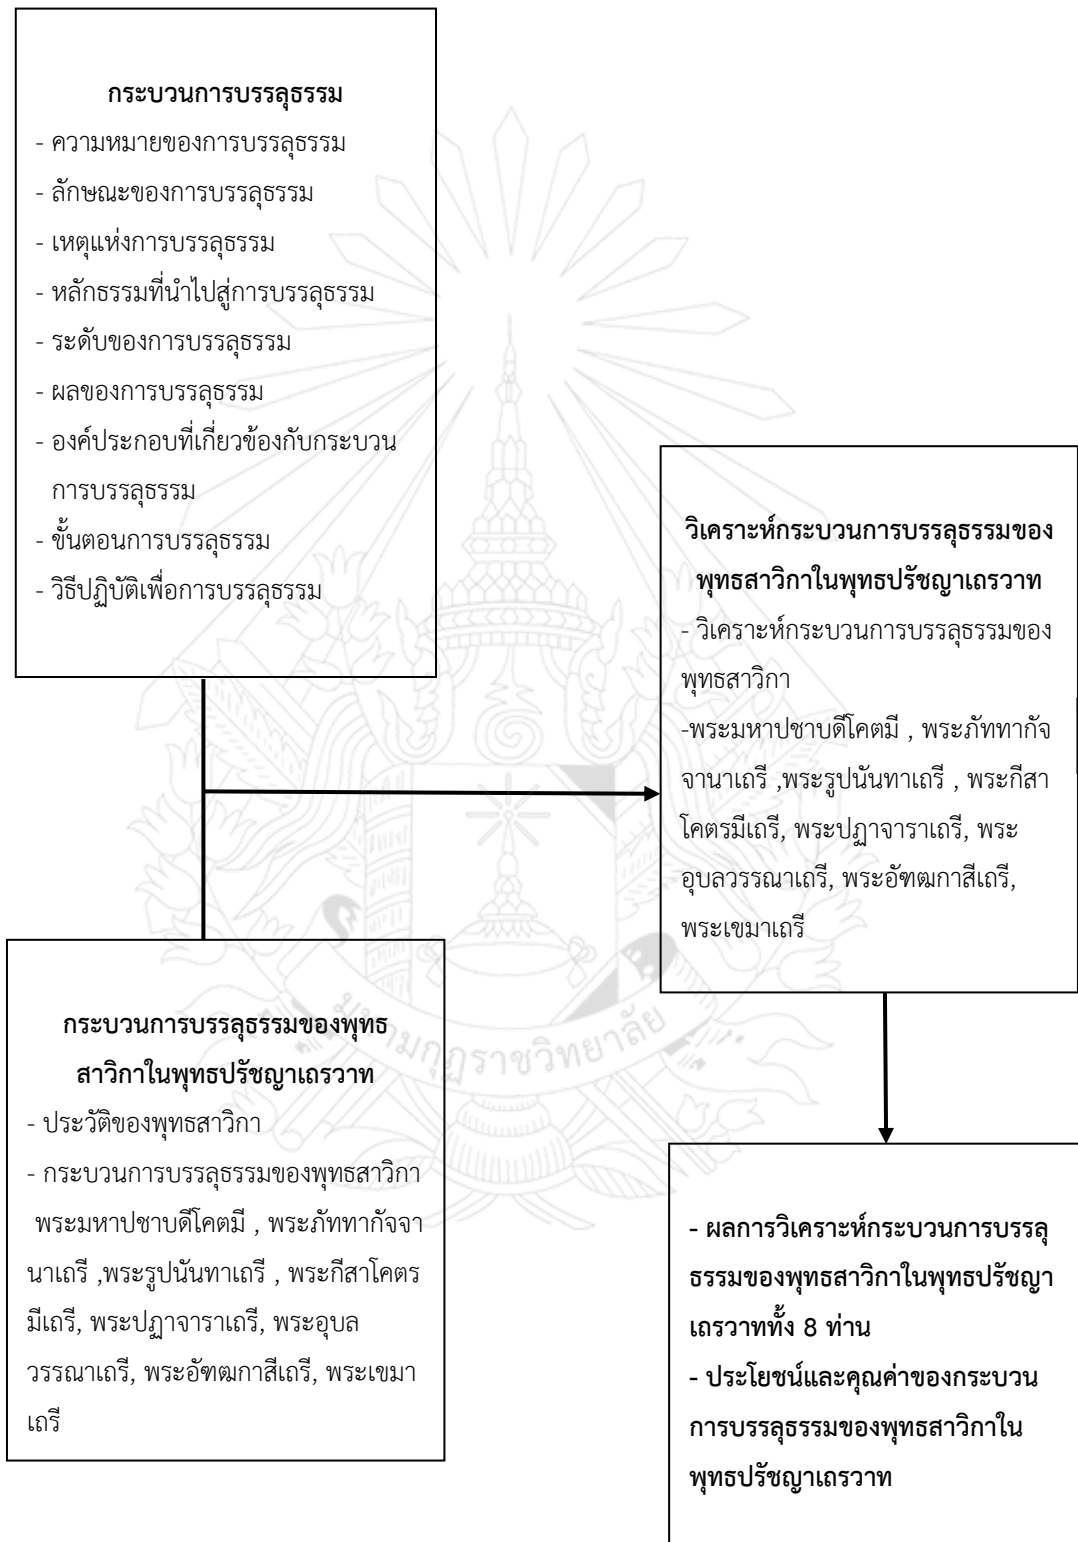 กระบวนการบรรลุธรรม
- ความหมายของการบรรลุธรรม
- ลักษณะของการบรรลุธรรม
- เหตุแห่งการบรรลุธรรม
- หลักธรรมที่นำไปสู่การบรรลุธรรม
- ระดับของการบรรลุธรรม
- ผลของการบรรลุธรรม
- องค์ประกอบที่เกี่ยวข้องกับกระบวน
การบรรลุธรรม
- ขั้นตอนการบรรลุธรรม
- วิธีปฏิบัติเพื่อการบรรลุธรรม
กระบวนการบรรลุธรรมของพุทธ
สาวิกาในพุทธปรัชญาเถรวาท
- ประวัติของพุทธสาวิกา
- กระบวนการบรรลุธรรมของพุทธสาวิกา
พระมหาปชาบดีโคตมี , พระภัททากัจจา
นาเถรี ,พระรูปนันทาเถรี , พระกีสาโคตร
มีเถรี, พระปฏาจาราเถรี, พระอุบล
วรรณาเถรี, พระอัฑฒกาสีเถรี, พระเขมา
เถรี
วิเคราะห์กระบวนการบรรลุธรรมของ
พุทธสาวิกาในพุทธปรัชญาเถรวาท
- วิเคราะห์กระบวนการบรรลุธรรมของ
พุทธสาวิกา
-พระมหาปชาบดีโคตมี , พระภัททากัจ
จานาเถรี ,พระรูปนันทาเถรี , พระกีสา
โคตรมีเถรี, พระปฏาจาราเถรี, พระ
อุบลวรรณาเถรี, พระอัฑฒกาสีเถรี,
พระเขมาเถรี
- ผลการวิเคราะห์กระบวนการบรรลุ
ธรรมของพุทธสาวิกาในพุทธปรัชญา
เถรวาททั้ง 8 ท่าน
- ประโยชน์และคุณค่าของกระบวน
การบรรลุธรรมของพุทธสาวิกาใน
พุทธปรัชญาเถรวาท
มหามกุฏราชวิทยาลัย